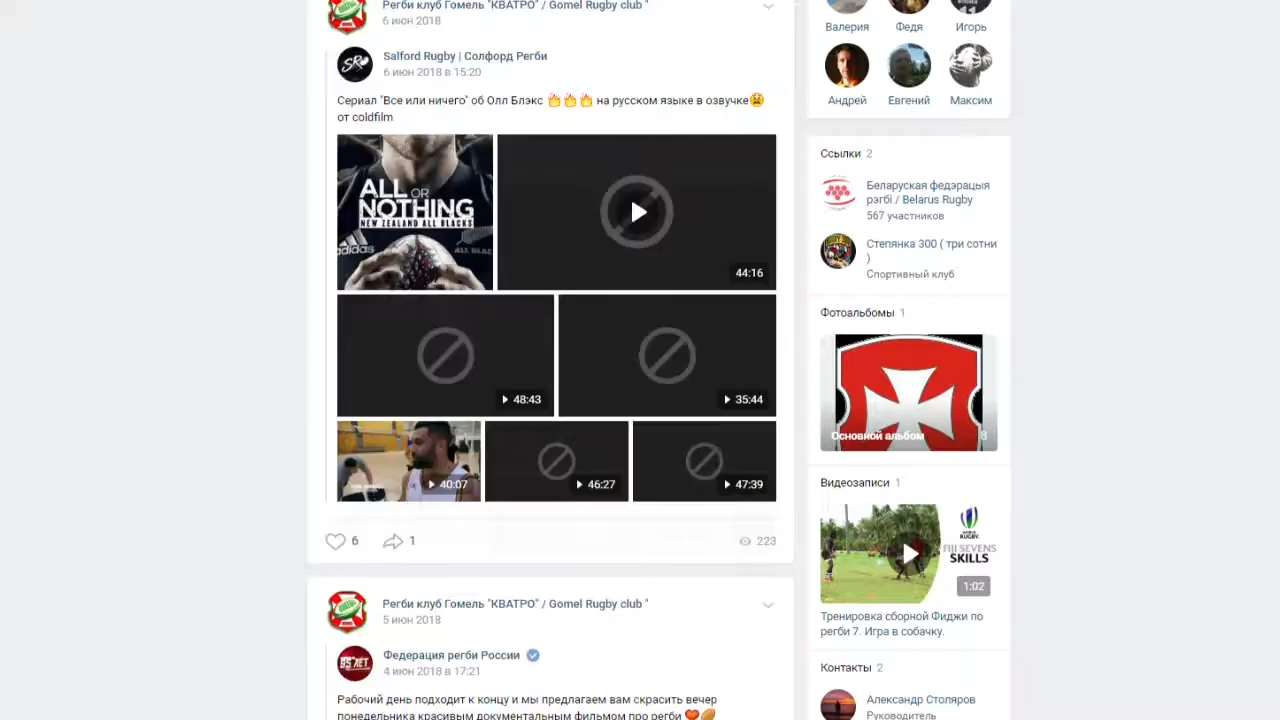 Регби клуб Гомель "КВАТРО" / Gomel Rugby club "
6 июн 2018
Salford Rugby | Солфорд Регби
6 июн 2018 в 15:20
Сериал "Все или ничего" об Олл Блэкс 🔥🔥🔥 на русском языке в озвучке😫
от coldfilm
ALL OR
NOTHING
NEW ZEALAND ALL BLACKS
adidas
44:16
48:43
35:44
40:07
46:27
47:39
6
1
223
Регби клуб Гомель "КВАТРО" / Gomel Rugby club "
5 июн 2018
95 ЛЕТ
Федерация регби России
4 июн 2018 в 17:21
Рабочий день подходит к концу и мы предлагаем вам скрасить вечер
понедельника красивым документальным фильмом про регби ❤️🏉
Валерия
Федя
Игорь
Андрей
Евгений
Максим
Ссылки 2
Беларуская федэрацыя
рэгбі / Belarus Rugby
567 участников
Степянка 300 ( три сотни
)
Спортивный клуб
Фотоальбомы 1
Основной альбом
8
Видеозаписи 1
WORLD
RUGBY
FIJI SEVENS
SKILLS
1:02
Тренировка сборной Фиджи по
регби 7. Игра в собачку.
Контакты 2
Александр Столяров
Руководитель